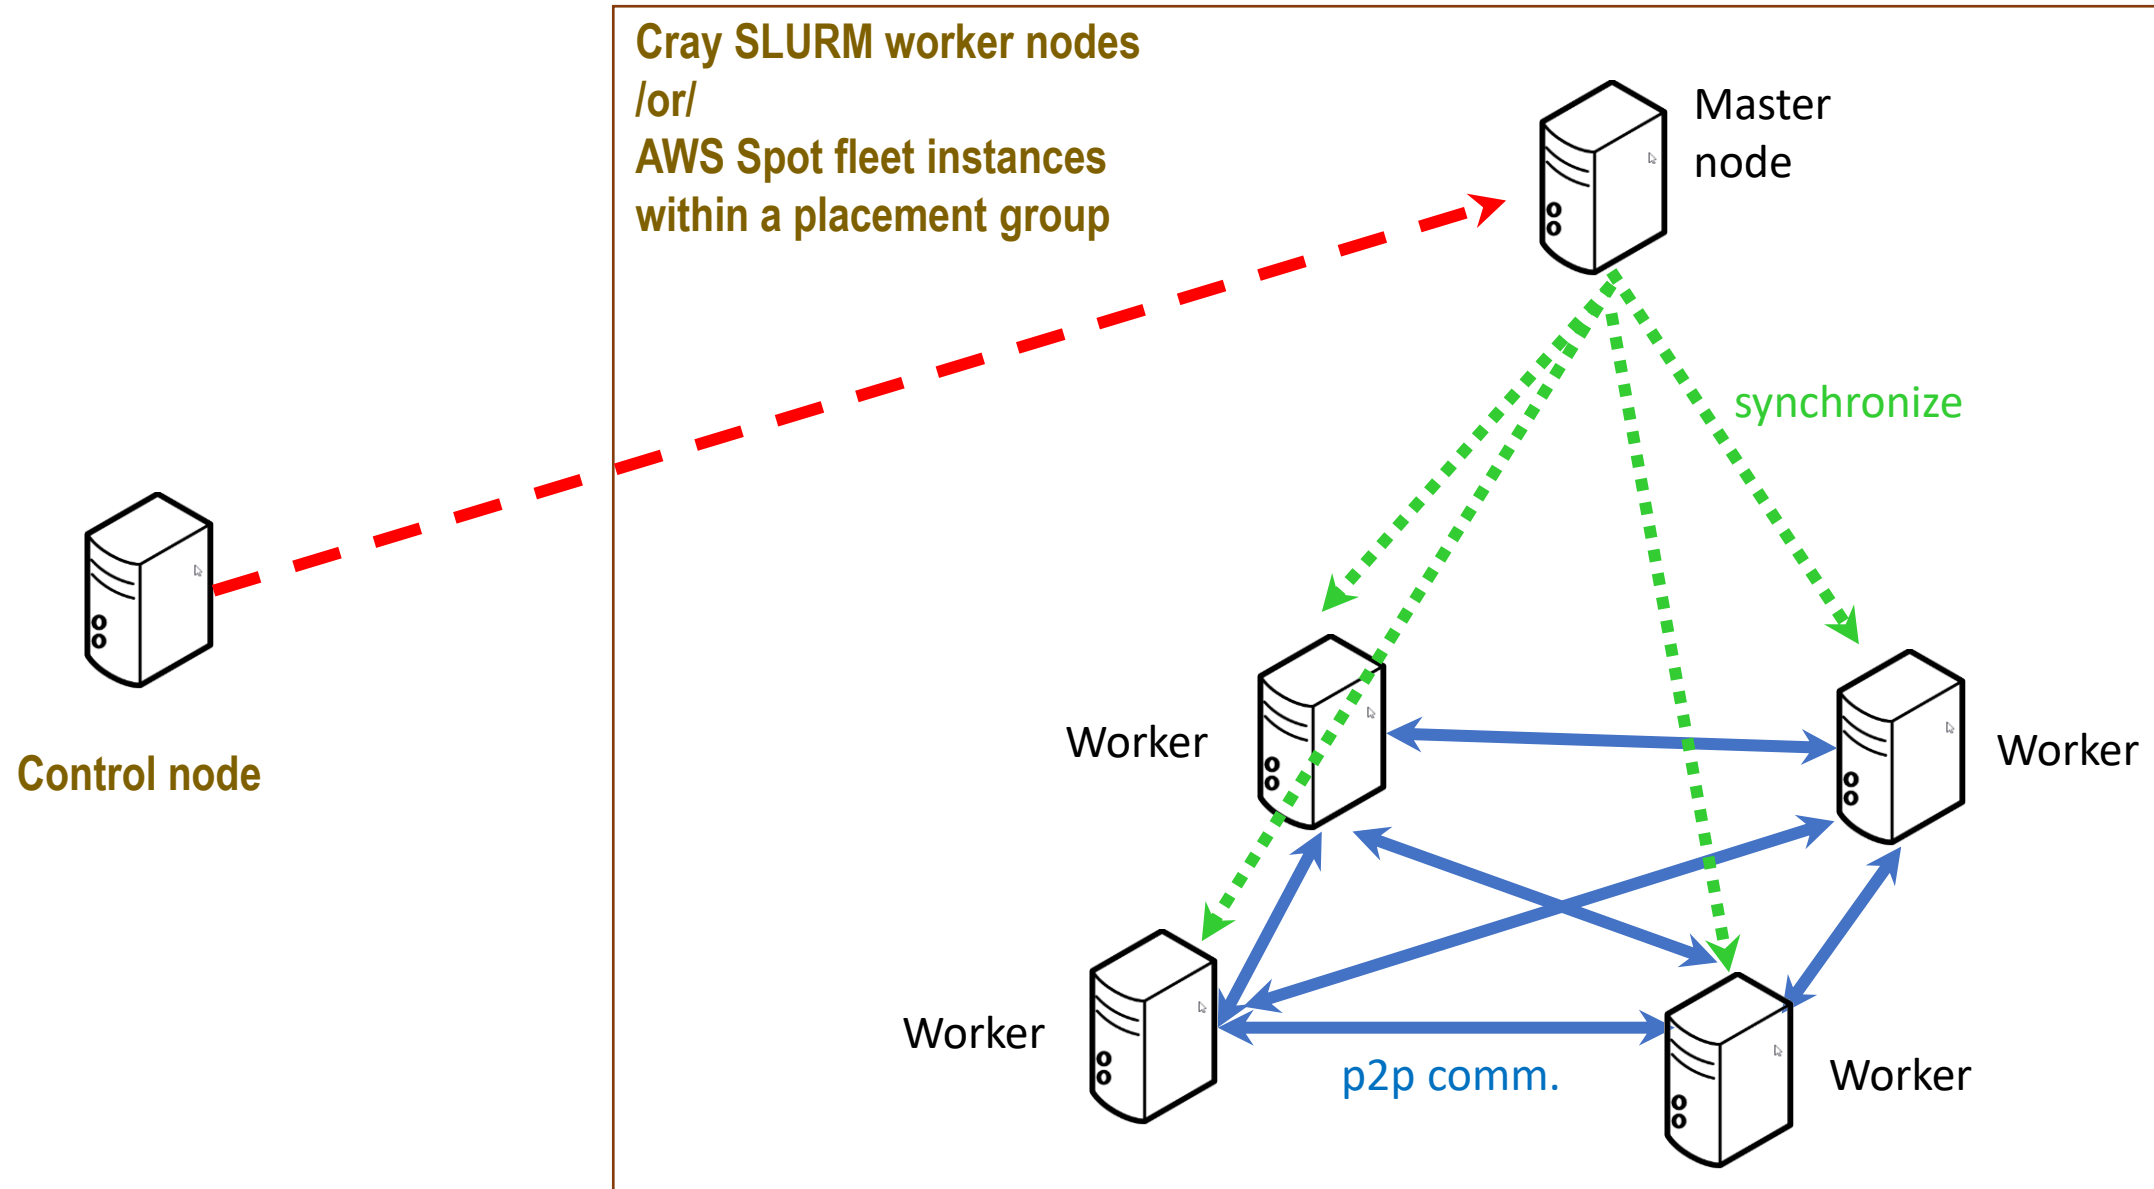 Cray SLURM worker nodes
/or/
AWS Spot fleet instances
within a placement group
Master
node
synchronize
Control node
Worker
Worker
Worker
p2p comm.
Worker